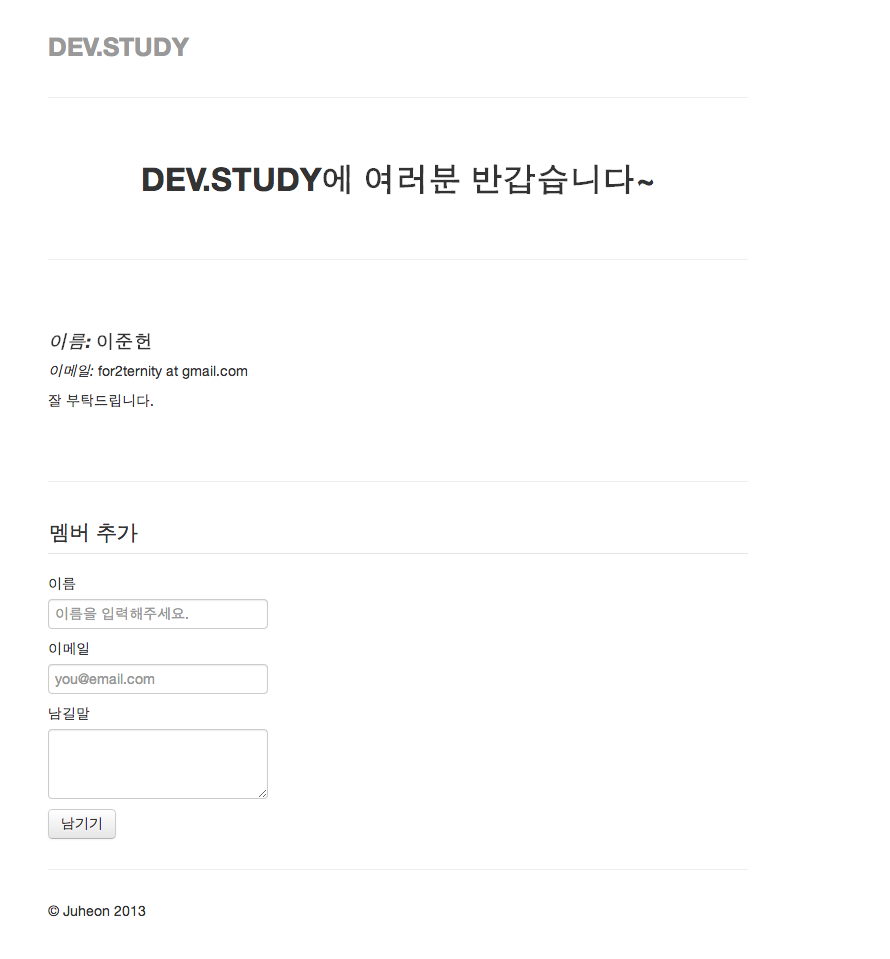 DEV.STUDY
DEV.STUDY에 여러분 반갑습니다~
이름: 이준헌
이메일: for2ternity at gmail.com
잘 부탁드립니다.
멤버 추가
이름
이름을 입력해주세요.
이메일
you@email.com
남길말
남기기
© Juheon 2013